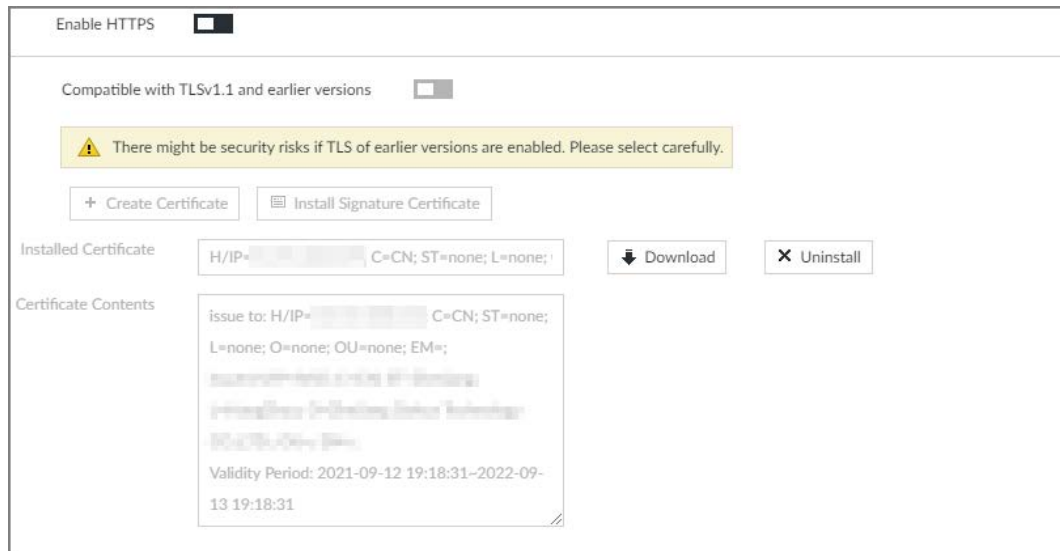 Enable HTTPS
Compatible with TLSv1.1 and earlier versions
There might be security risks if TLS of earlier versions are enabled. Please select carefully.
+ Create Certificate Install Signature Certificate
Installed Certificate H/IP= C=CN; ST=none; L=none; Download Uninstall
Certificate Contents
issue to: H/IP= C=CN; ST=none;
L=none; O=none; OU=none; EM=;
Validity Period: 2021-09-12 19:18:31~2022-09-
13 19:18:31